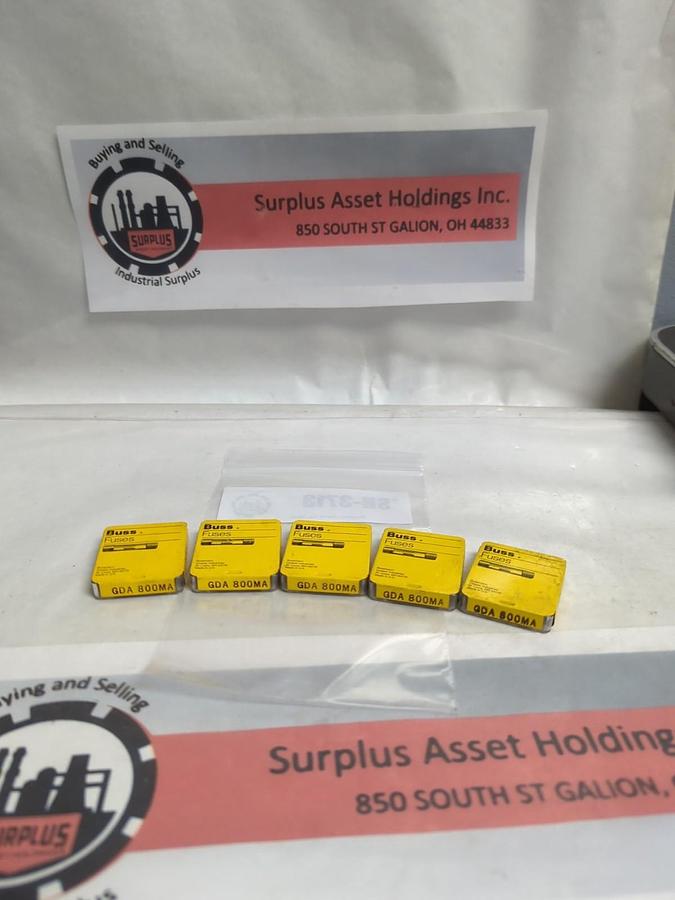 Buying and Selling
Surplus Asset Holdings Inc.
850 SOUTH ST GALION, OH 44833
SURPLUS
Industrial Surplus
Buss
Fuses
GDA 800MA
Buss
Fuses
GDA 800MA
Buss
Fuses
GDA 800MA
Buss
Fuses
GDA 800MA
Buss
Fuses
GDA 800MA
ying and Selling
Surplus Asset Holding
850 SOUTH ST GALION,
URPLUS